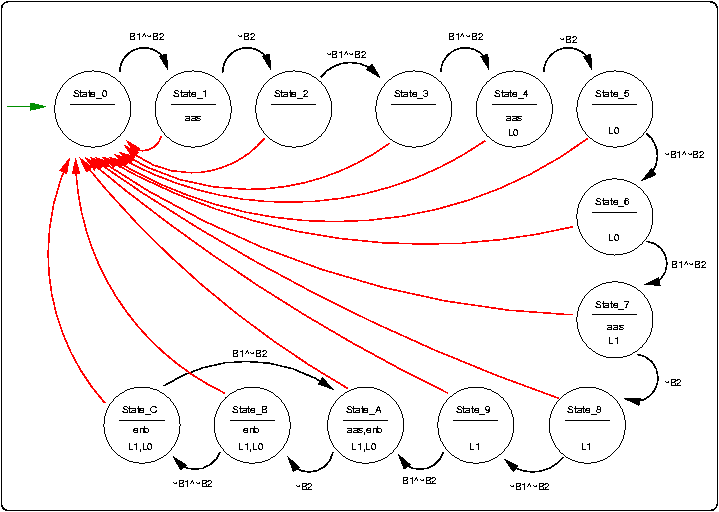 B1^~B2
~B2
~B1^~B2
B1^~B2
~B2
State_0
State_1
aas
State_2
State_3
State_4
aas
L0
State_5
L0
~B1^~B2
State_6
L0
B1^~B2
State_7
aas
L1
~B2
B1^~B2
State_C
enb
L1,L0
State_B
enb
L1,L0
State_A
aas,enb
L1,L0
State_9
L1
State_8
L1
~B1^~B2
~B2
B1^~B2
~B1^~B2